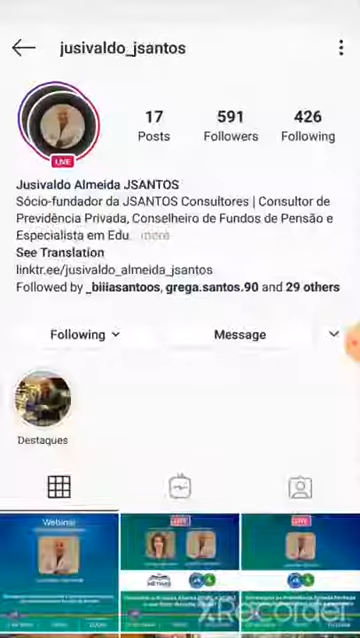 jusivaldo_jsantos
17 591 426
Posts Followers Following
LIVE
Jusivaldo Almeida JSANTOS
Sócio-fundador da JSANTOS Consultores | Consultor de
Previdência Privada, Conselheiro de Fundos de Pensão e
Especialista em Edu... more
See Translation
linktr.ee/jusivaldo_almeida_jsantos
Followed by _biiiasantoos, grega.santos.90 and 29 others
Following Message
Destaques
Webinar
LIVE
LIVE
XRecorder